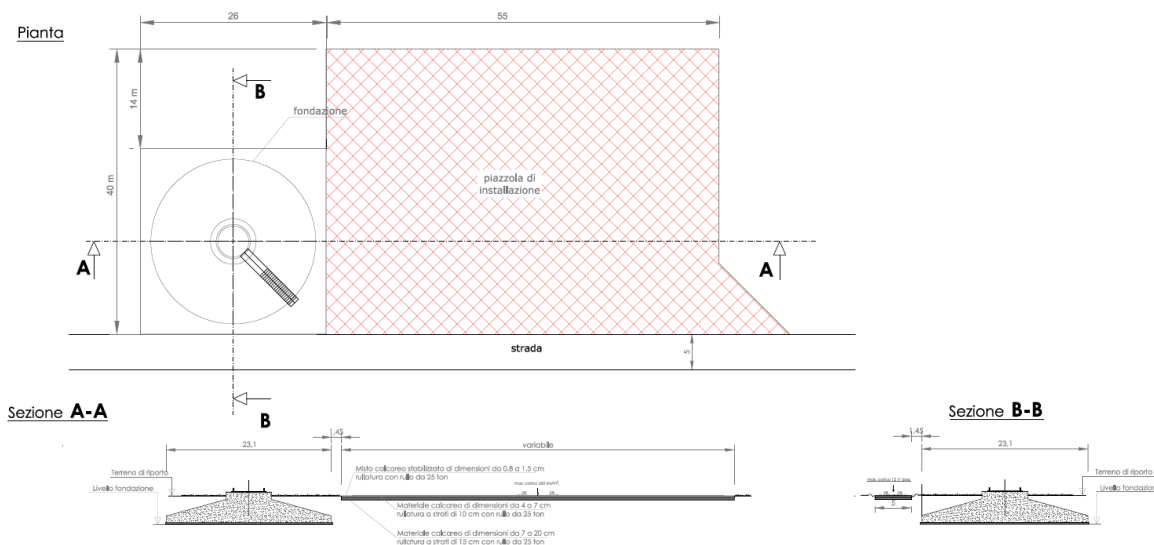 26
55
Pianta
B
14 m
fondazione
40 m
piazzola di
installazione
A
A
strada
5
B
Sezione A-A
Sezione B-B
1,45
23,1
variabile
1,45
23,1
Terreno di riporto
Livello fondazione
Misto calcareo stabilizzato di dimensioni da 0,8 a 1,5 cm
rullatura con rullo da 25 ton
Materiale calcareo di dimensioni da 4 a 7 cm
rullatura a strati di 10 cm con rullo da 25 ton
Materiale calcareo di dimensioni da 7 a 20 cm
rullatura a strati di 15 cm con rullo da 25 ton
5
Terreno di riporto
Livello fondazione